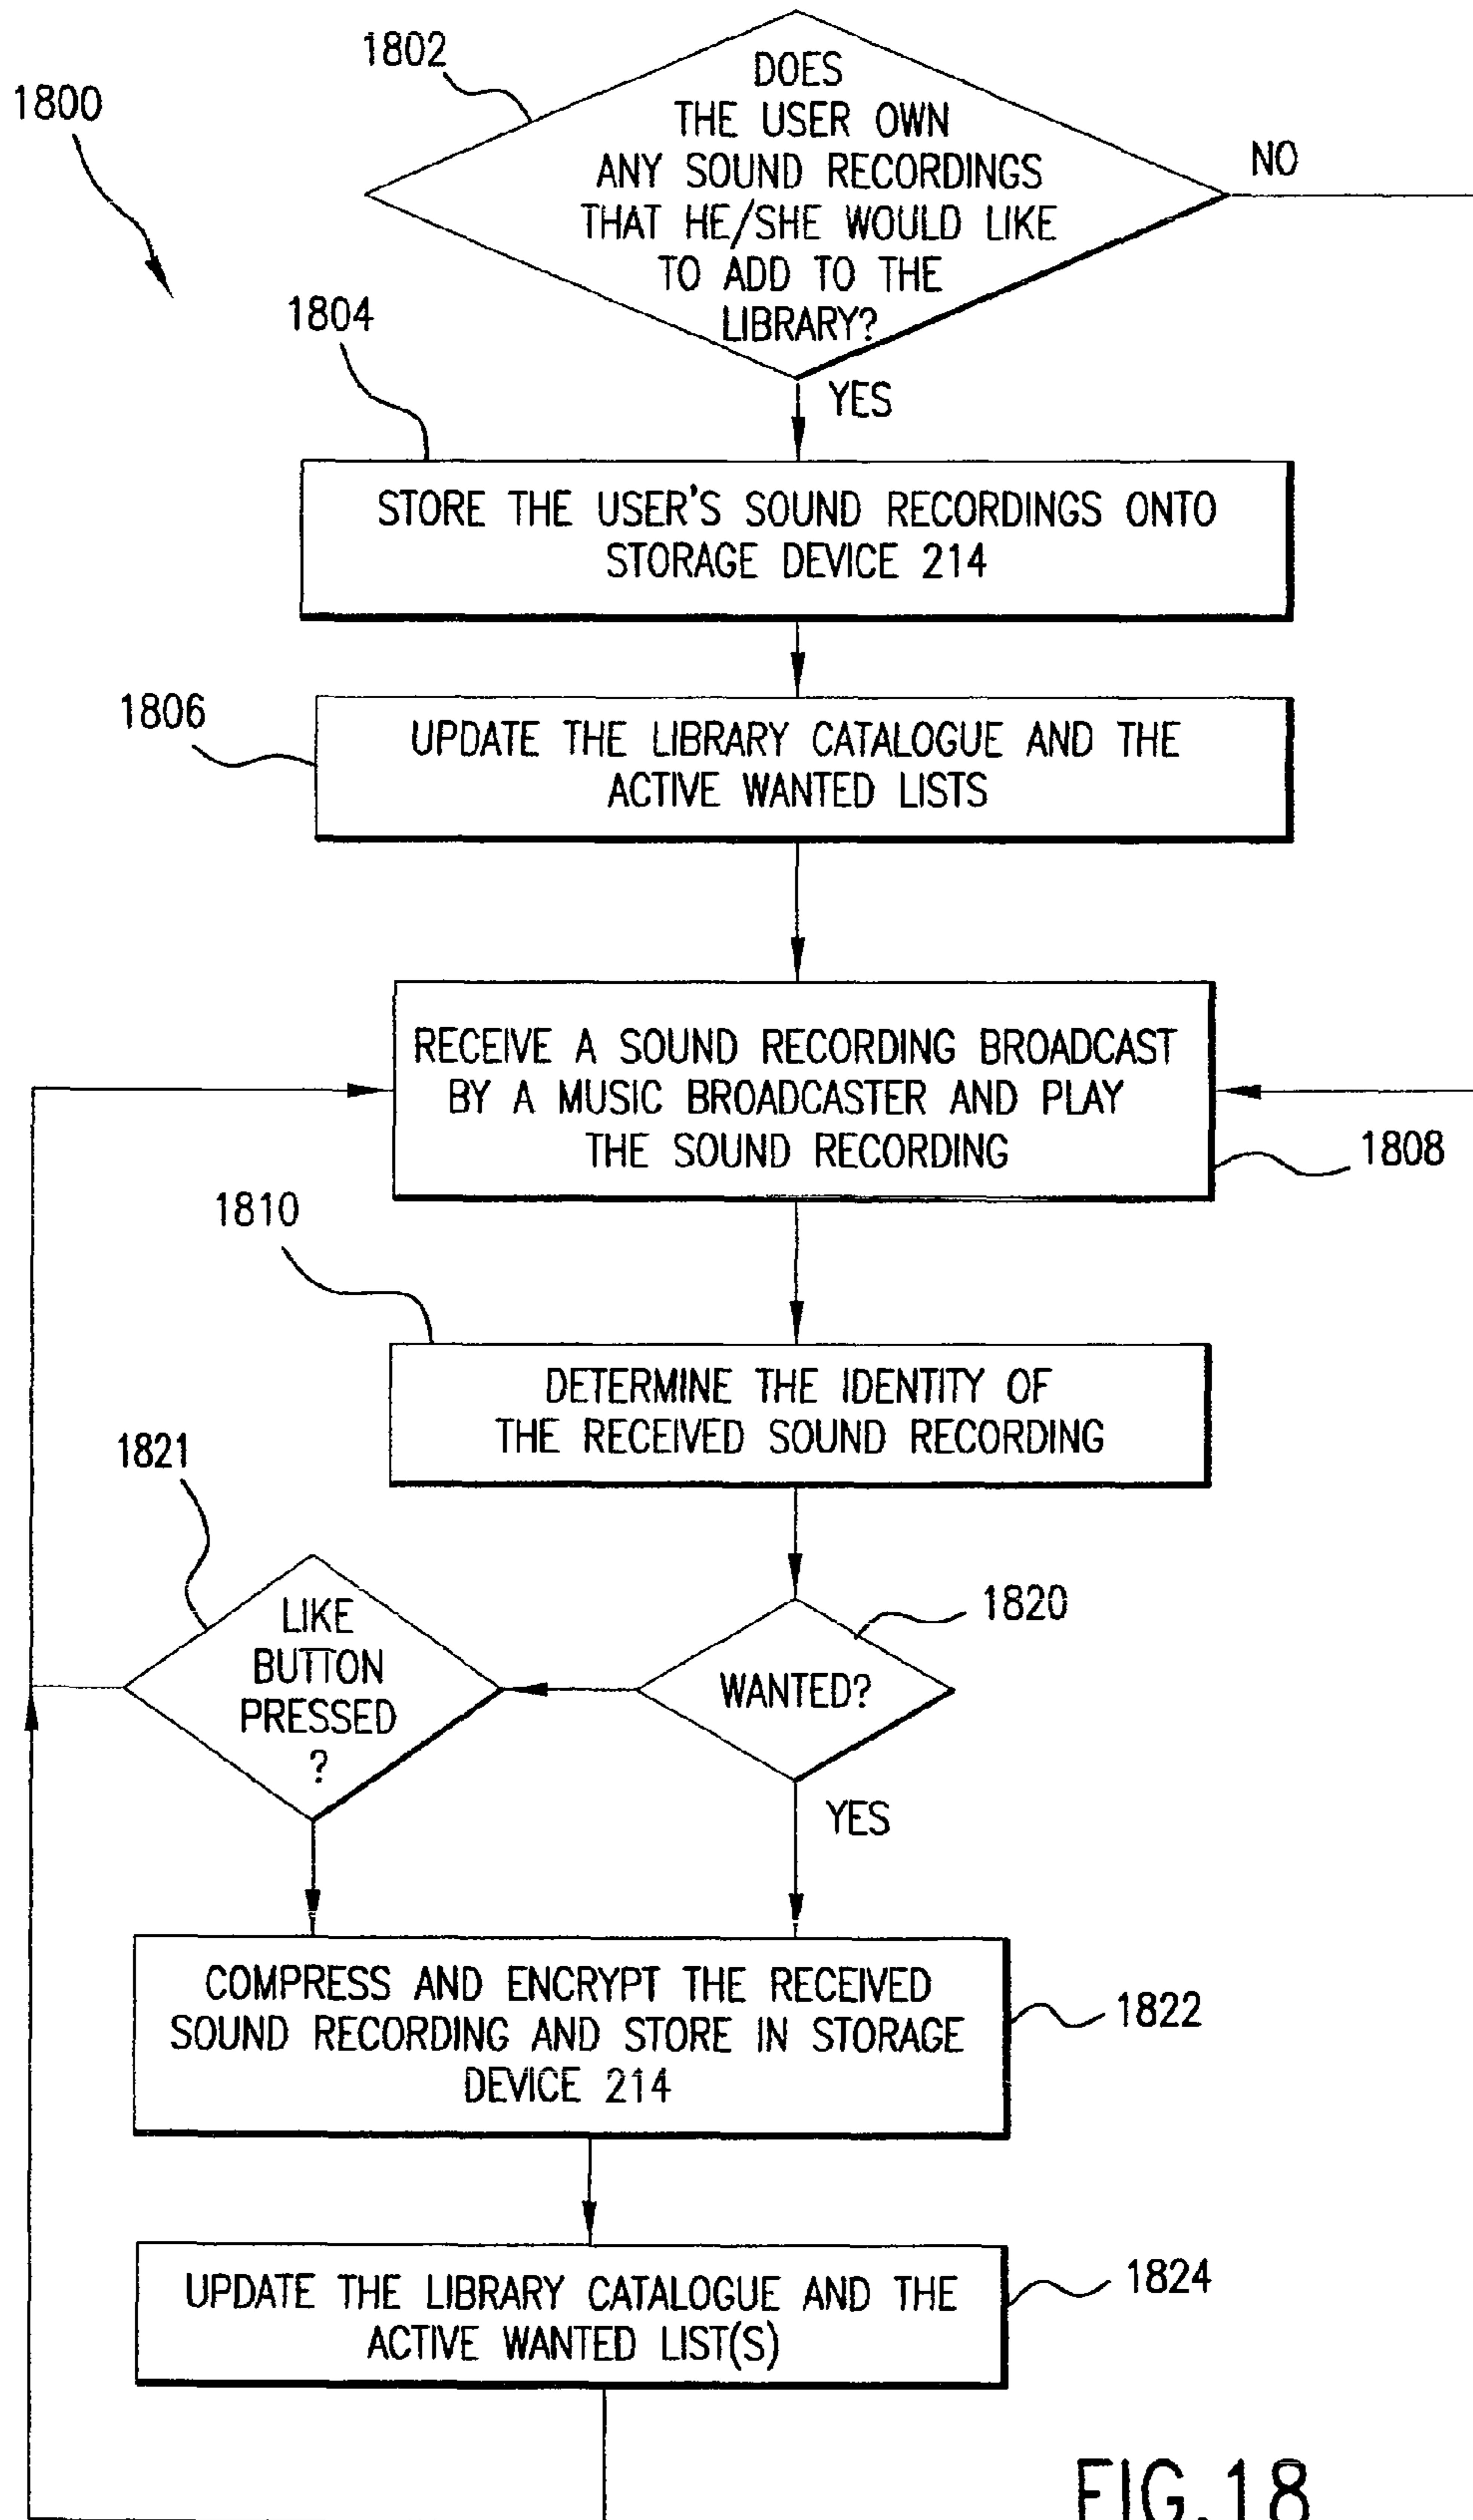 1802
1800
DOES
THE USER OWN
ANY SOUND RECORDINGS
THAT HE/SHE WOULD LIKE
TO ADD TO THE
LIBRARY?
NO
1804
YES
STORE THE USER'S SOUND RECORDINGS ONTO
STORAGE DEVICE 214
1806
UPDATE THE LIBRARY CATALOGUE AND THE
ACTIVE WANTED LISTS
RECEIVE A SOUND RECORDING BROADCAST
BY A MUSIC BROADCASTER AND PLAY
THE SOUND RECORDING
1808
1810
DETERMINE THE IDENTITY OF
THE RECEIVED SOUND RECORDING
1821
LIKE
BUTTON
PRESSED
?
1820
WANTED?
YES
COMPRESS AND ENCRYPT THE RECEIVED
SOUND RECORDING AND STORE IN STORAGE
DEVICE 214
1822
UPDATE THE LIBRARY CATALOGUE AND THE
ACTIVE WANTED LIST(S)
1824
FIG.18